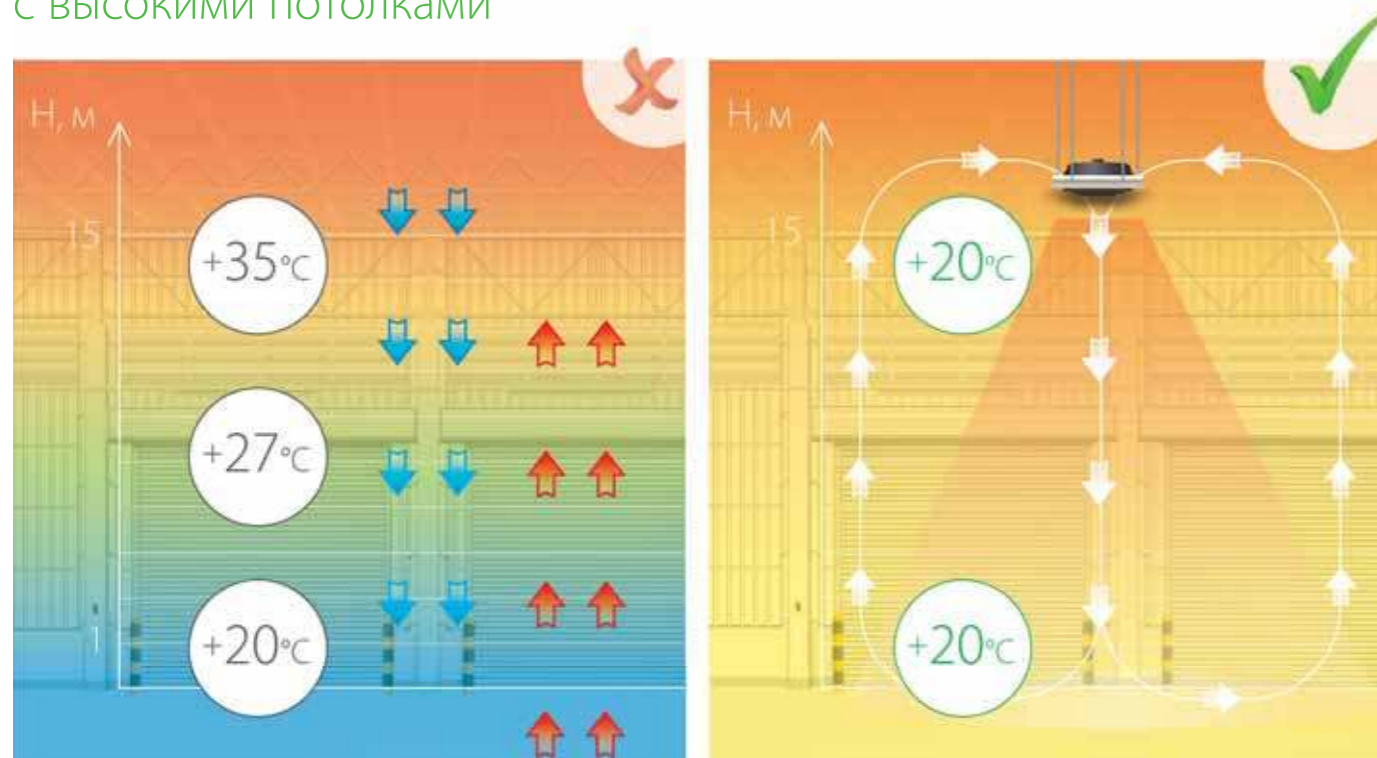 с высокими потолками
Н, м
15
+35°C
+27°C
+20°C
1
Н, м
15
+20°C
+20°C